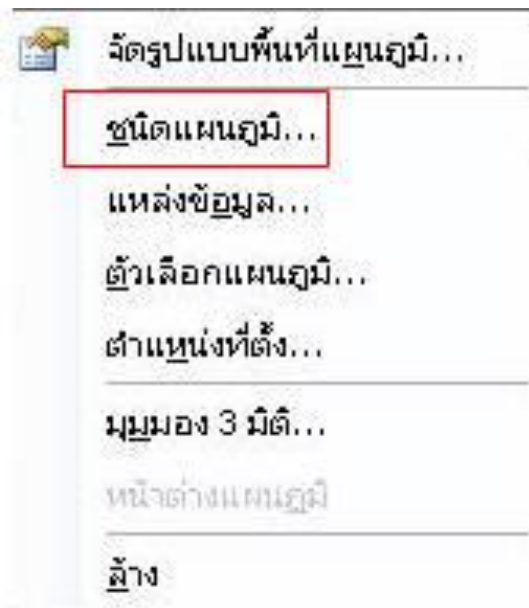 จัดรูปแบบพื้นที่แผนภูมิ...
ชนิดแผนภูมิ...
แหล่งข้อมูล...
ตัวเลือกแผนภูมิ...
ตำแหน่งที่ตั้ง...
มุมมอง 3 มิติ...
หน้าต่างแผนภูมิ
ล้าง